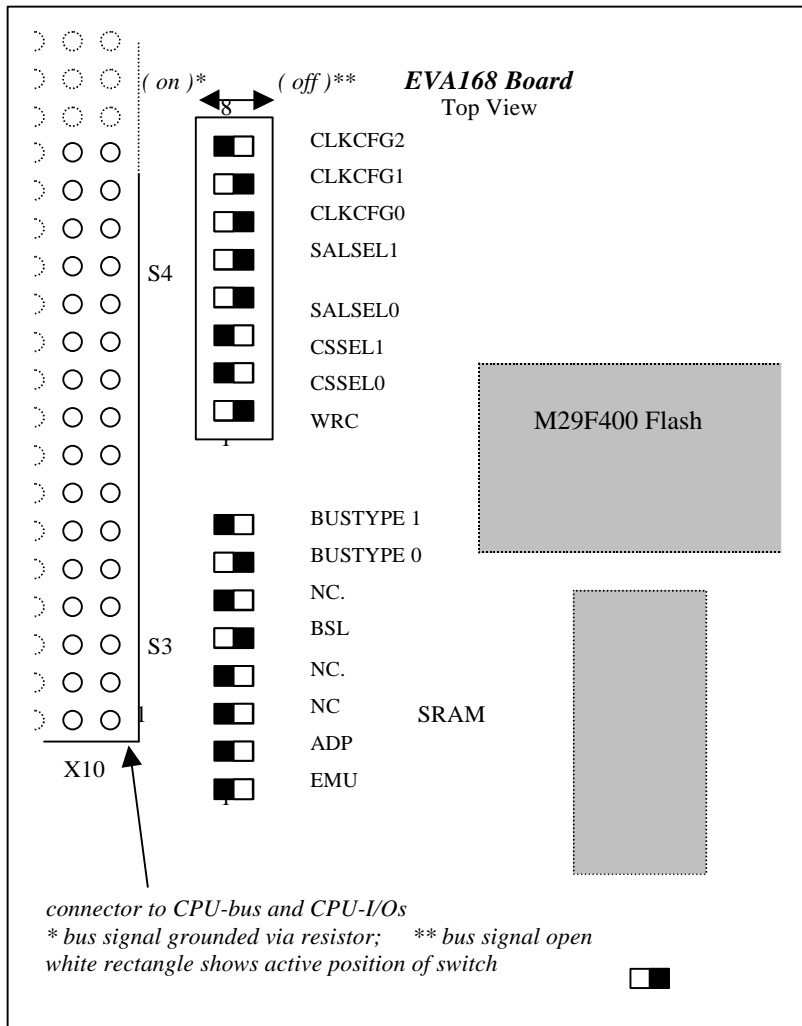 ( on )* ( off )** EVA168 Board
8 Top View
CLKCFG2
CLKCFG1
CLKCFG0
SALSEL1
S4
SALSEL0
CSSEL1
CSSEL0
WRC
M29F400 Flash
1
BUSTYPE 1
BUSTYPE 0
NC.
BSL
S3
NC.
NC
1
SRAM
ADP
X10
EMU
1
connector to CPU-bus and CPU-I/Os
* bus signal grounded via resistor; ** bus signal open
white rectangle shows active position of switch